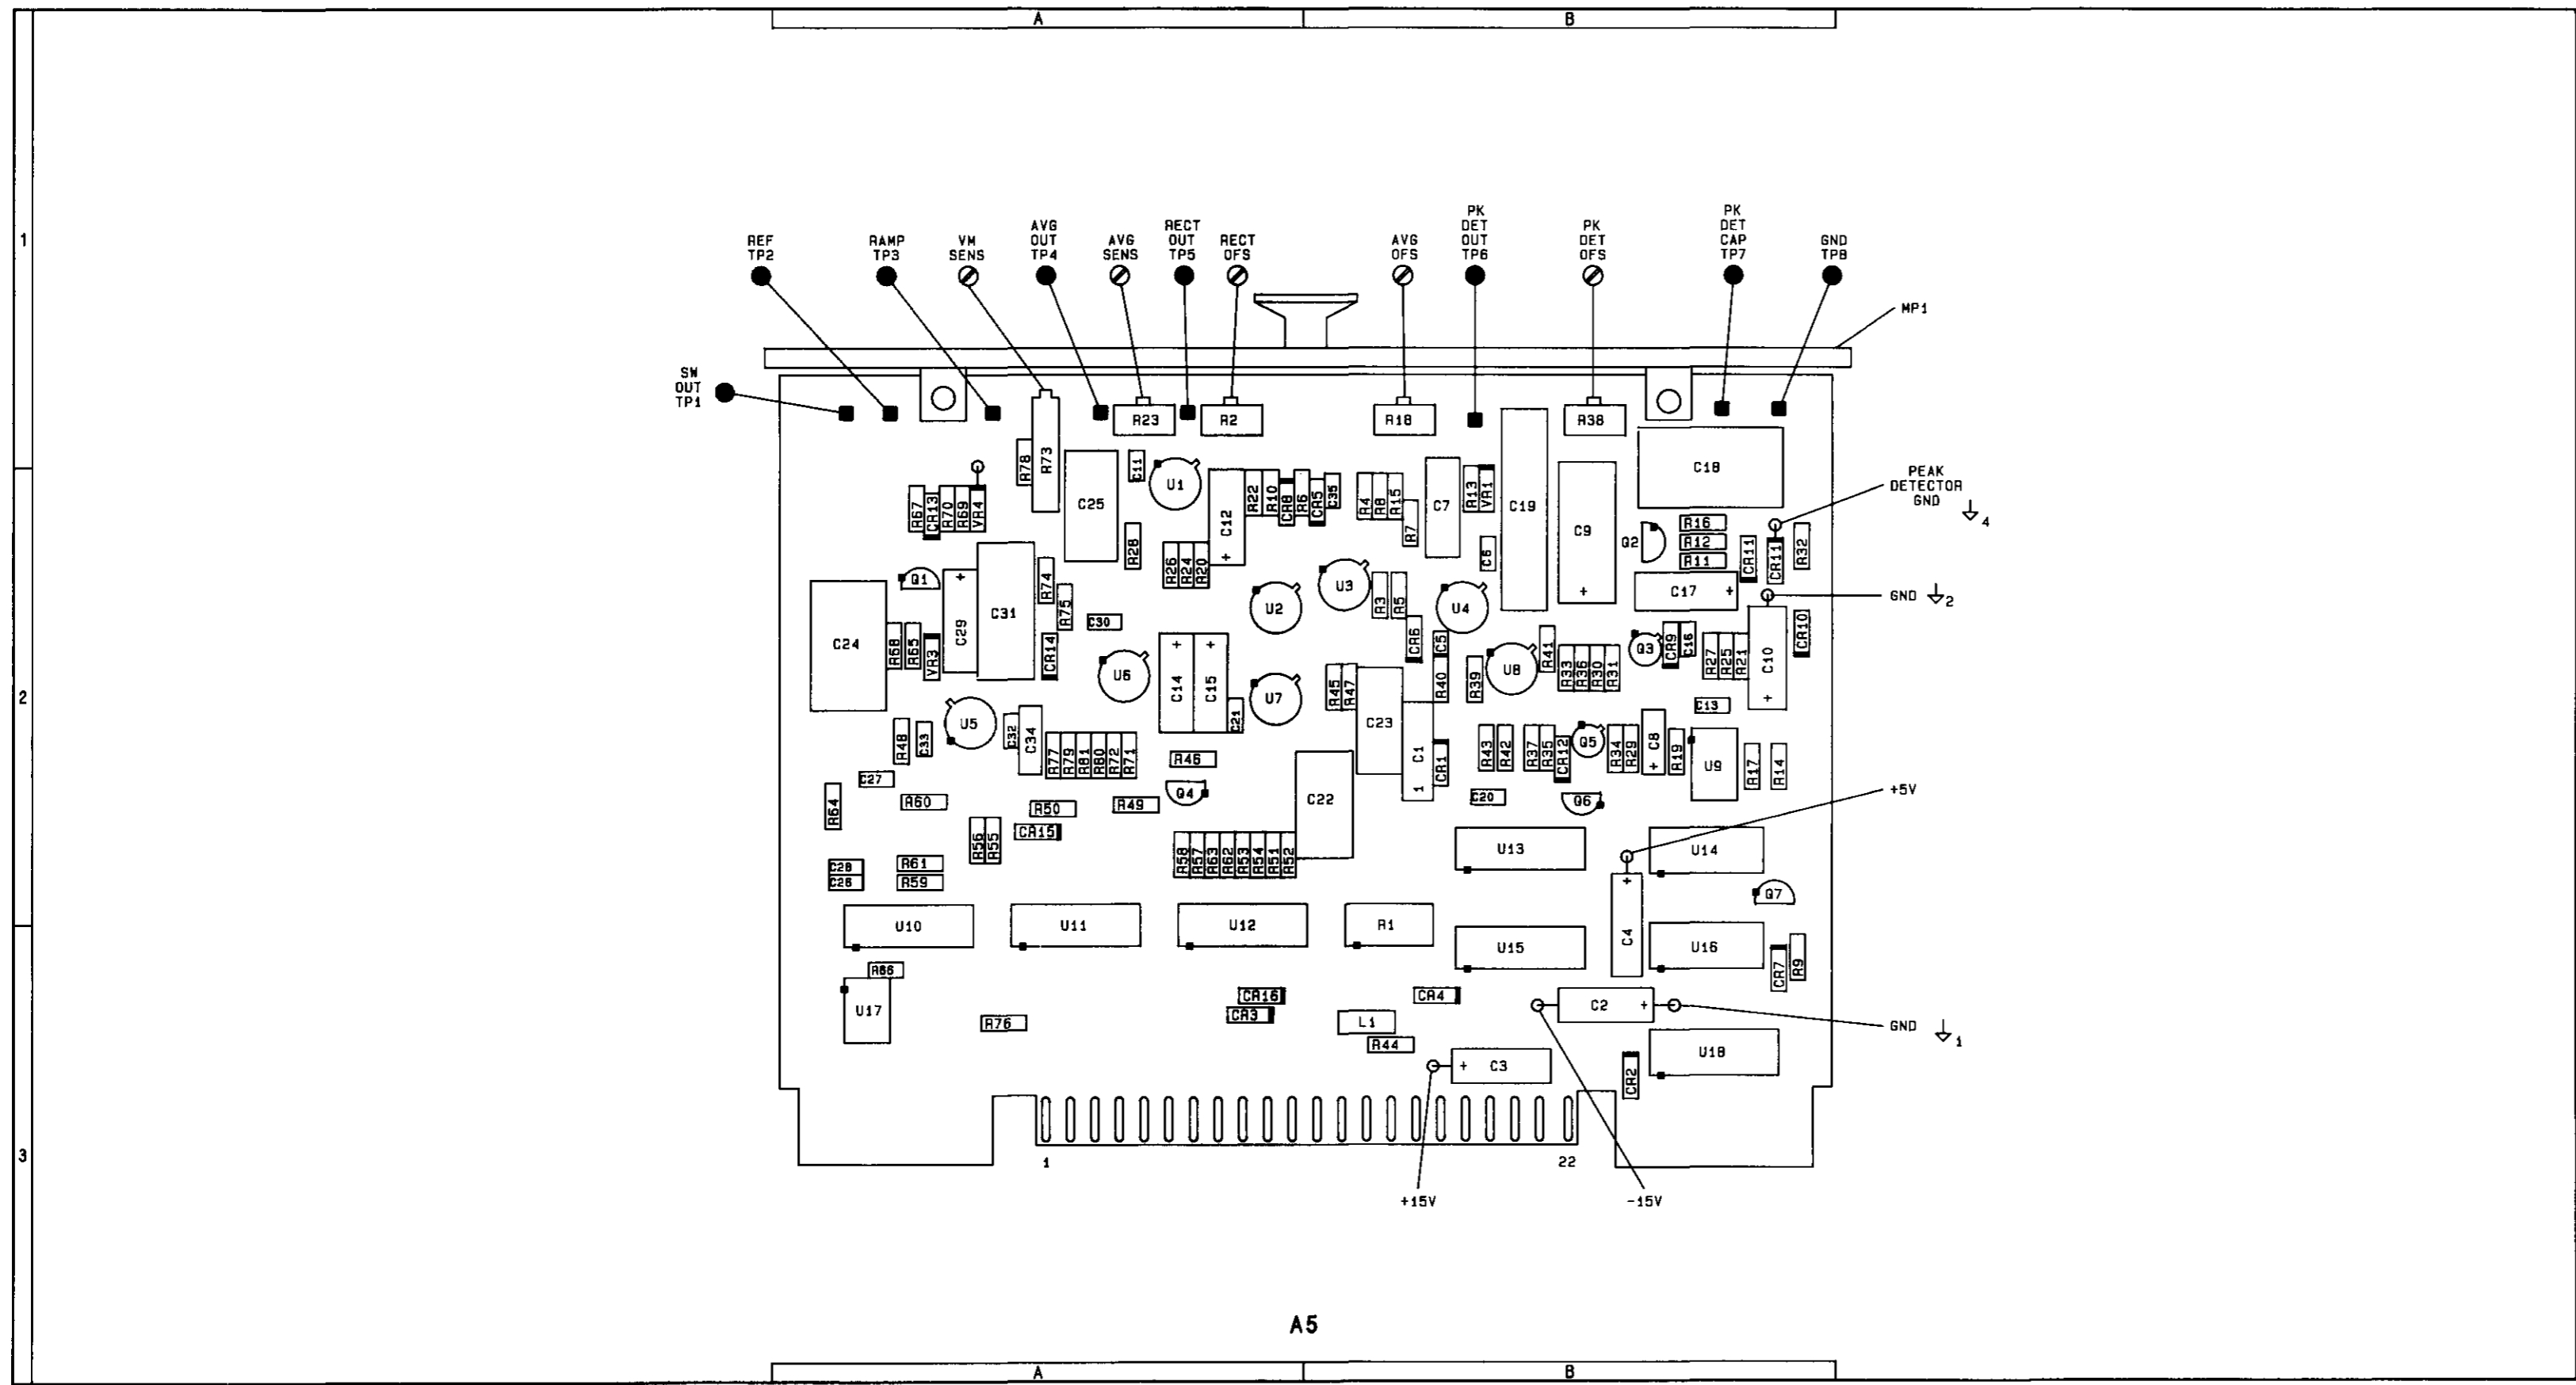 A
B
1
REF
TP2
RAMP
TP3
VM
SENS
AVG
OUT
TP4
AVG
SENS
RECT
OUT
TP5
RECT
OFS
AVG
OFS
PK
DET
OUT
TP6
PK
DET
OFS
PK
DET
CAP
TP7
GND
TP8
MP1
SW
OUT
TP1
R23
R2
R18
R38
R78
R73
C11
U1
C25
C18
R67
CR13
R70
R69
VR4
R28
C12
+
R22
R10
CR8
R6
CR5
C35
R4
R8
R15
R7
C7
R13
VR1
C19
C9
+
PEAK
DETECTOR
GND
4
Q2
R16
R12
R11
CR11
CR11
R32
C6
R26
R24
R20
Q1
C29
+
C31
R74
R75
C30
U2
U3
R3
R5
U4
C17
+
GND
2
C24
R68
R65
VR3
CR14
U6
C14
+
C15
+
C21
U7
CR6
C5
R40
R39
U8
R41
R33
R36
R30
R31
Q3
CR9
C16
R27
R25
R21
C10
+
CR10
2
R45
R47
C23
C13
U5
R48
C33
C32
C34
R77
R79
R81
R80
R72
R71
R46
C1
1
CR1
R43
R42
R37
R35
CR12
Q5
R34
R29
C8
+
R19
U9
R17
R14
C27
R64
R60
R50
R49
Q4
C22
C20
Q6
+5V
R56
R55
CR15
R58
R57
R63
R62
R53
R54
R51
R52
U13
U14
C28
C26
R61
R59
Q7
U10
U11
U12
R1
U15
C4
+
U16
CR7
R9
R66
U17
R76
CR16
CR3
L1
R44
CR4
C2
+
GND
1
C3
+
U18
CR2
3
1
22
+15V
-15V
A5
A
B